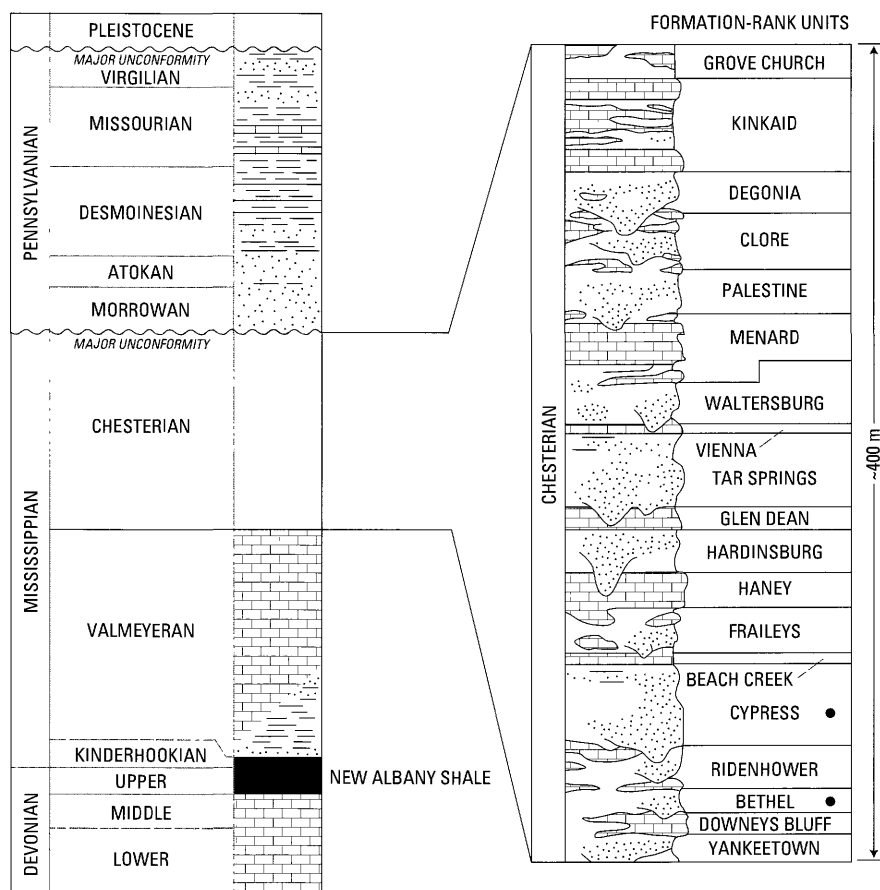 PLEISTOCENE
MAJOR UNCONFORMITY
VIRGILIAN
MISSOURIAN
DESMOINESIAN
ATOKAN
MORROWAN
PENNSYLVANIAN
MAJOR UNCONFORMITY
CHESTERIAN
VALMEYERAN
KINDERHOOKIAN
MISSISSIPPIAN
UPPER
MIDDLE
LOWER
DEVONIAN
NEW ALBANY SHALE
FORMATION-RANK UNITS
CHESTERIAN
GROVE CHURCH
KINKAID
DEGONIA
CLORE
PALESTINE
MENARD
WALTERSBURG
VIENNA
TAR SPRINGS
GLEN DEAN
HARDINSBURG
HANEY
FRAILEYS
BEACH CREEK
CYPRESS
RIDENHOWER
BETHEL
DOWNEYS BLUFF
YANKEETOWN
~400 m